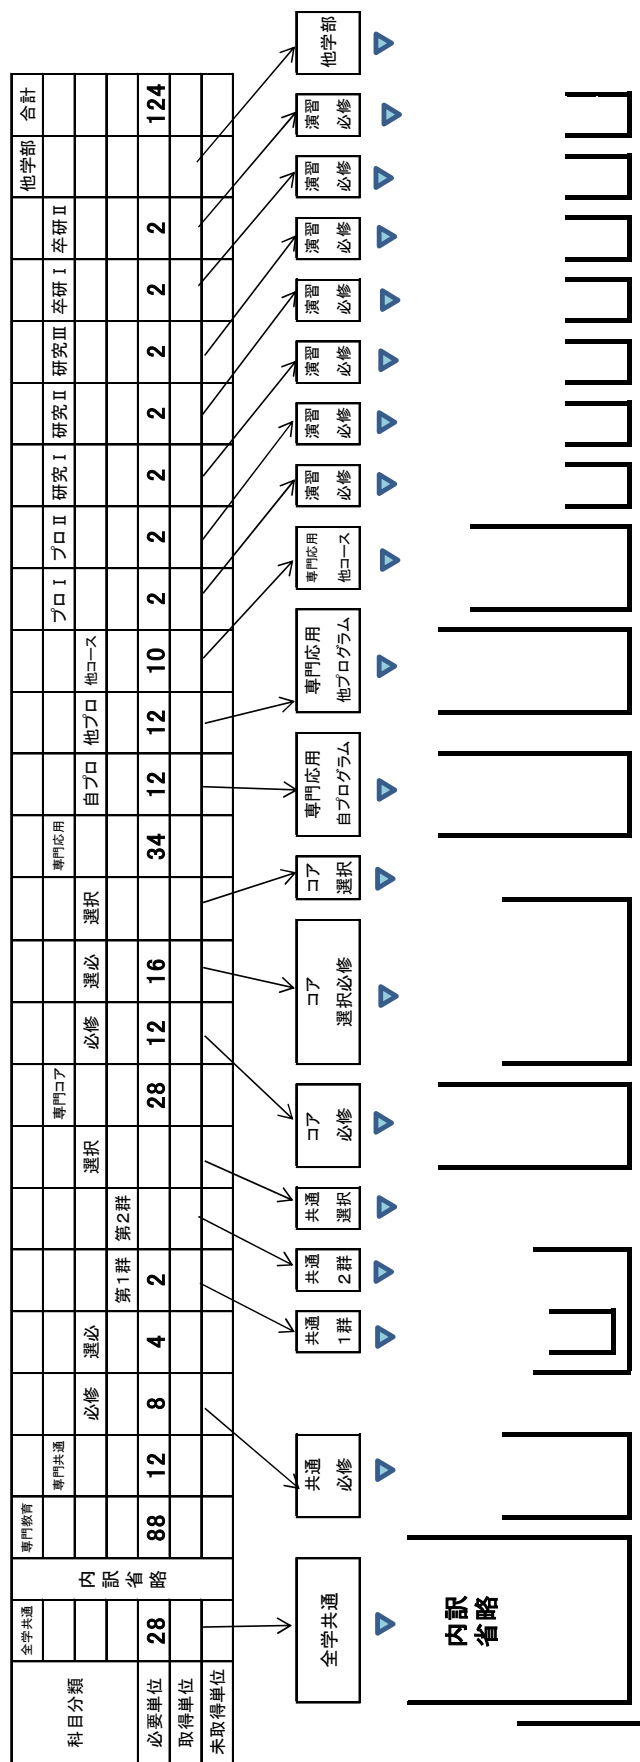 全学共通 専門教育 他学部 合計
専門共通 専門コア 専門応用 プロⅠ プロⅡ 研究Ⅰ 研究Ⅱ 研究Ⅲ 卒研Ⅰ 卒研Ⅱ
科目分類 内訳省略 必修 選必 選択 必修 選必 選択 自プロ 他プロ 他コース
第1群 第2群
必要単位 28 88 12 8 4 2 28 12 16 34 12 12 10 2 2 2 2 2 2 2 124
取得単位
未取得単位
全学共通
共通
必修
共通
1群
共通
2群
共通
選択
コア
必修
コア
選択必修
コア
選択
専門応用
自プログラム
専門応用
他プログラム
専門応用
他コース
演習
必修
演習
必修
演習
必修
演習
必修
演習
必修
演習
必修
演習
必修
他学部
内訳
省略